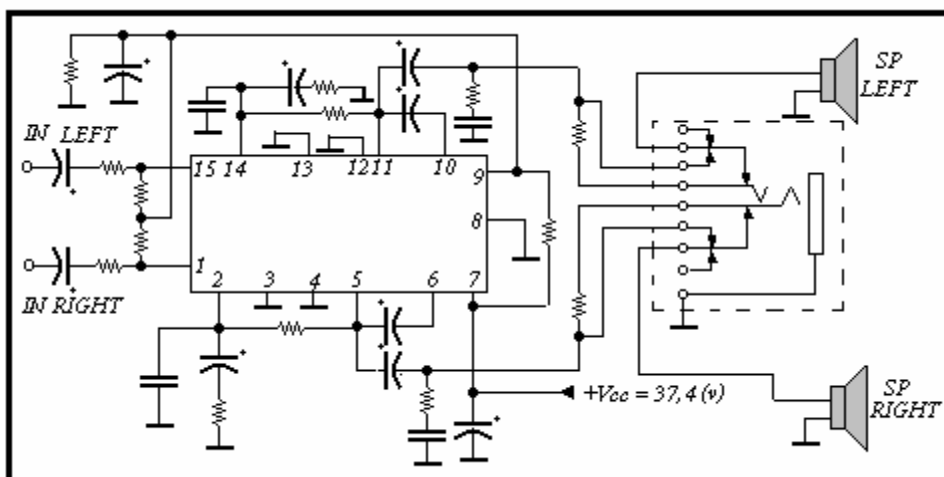 SP
LEFT
IN LEFT
15 14 13 12 11 10
9
8
1
2 3 4 5 6 7
IN RIGHT
+Vcc = 37,4 (v)
SP
RIGHT